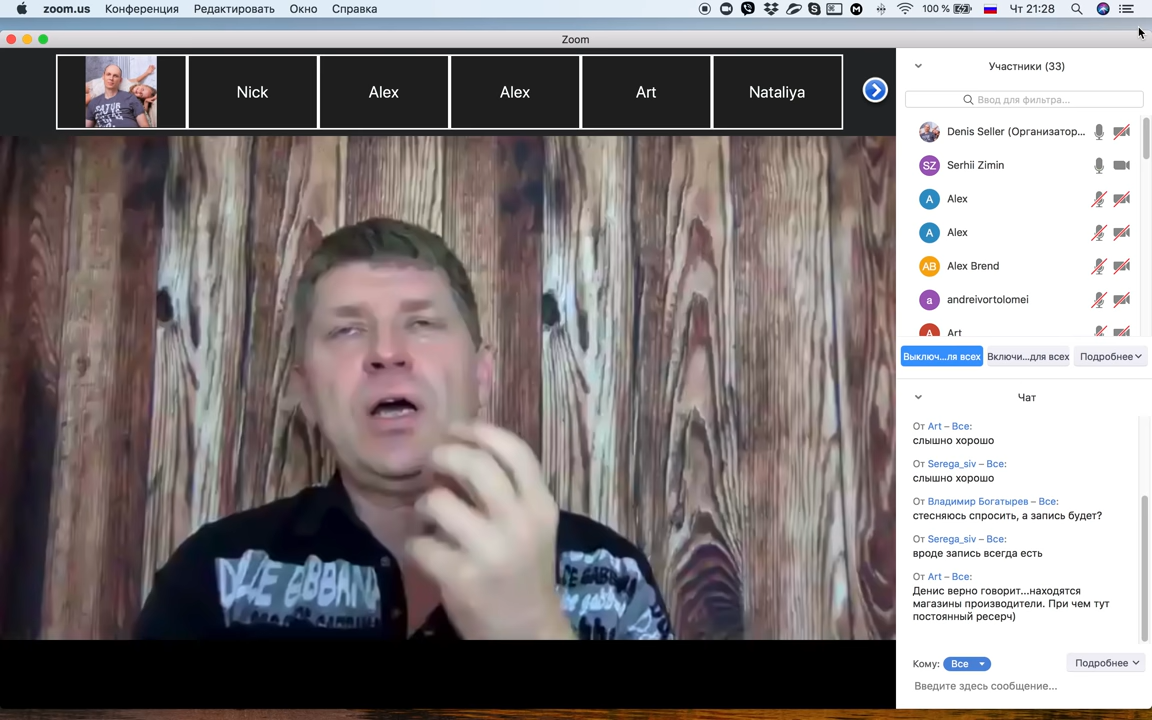 zoom.us Конференция Редактировать Окно Справка
100 % Чт 21:28
Zoom
Nick
Alex
Alex
Art
Nataliya
Участники (33)
Ввод для фильтра...
Denis Seller (Организатор...
SZ Serhii Zimin
A Alex
A Alex
AB Alex Brend
a andreivortolomei
Art
Выключ...ля всех Включи...для всех Подробнее
Чат
От Art – Все:
слышно хорошо
От Serega_siv – Все:
слышно хорошо
От Владимир Богатырев – Все:
стесняюсь спросить, а запись будет?
От Serega_siv – Все:
вроде запись всегда есть
От Art – Все:
Денис верно говорит...находятся
магазины производители. При чем тут
постоянный ресерч)
Кому: Все Подробнее
Введите здесь сообщение...